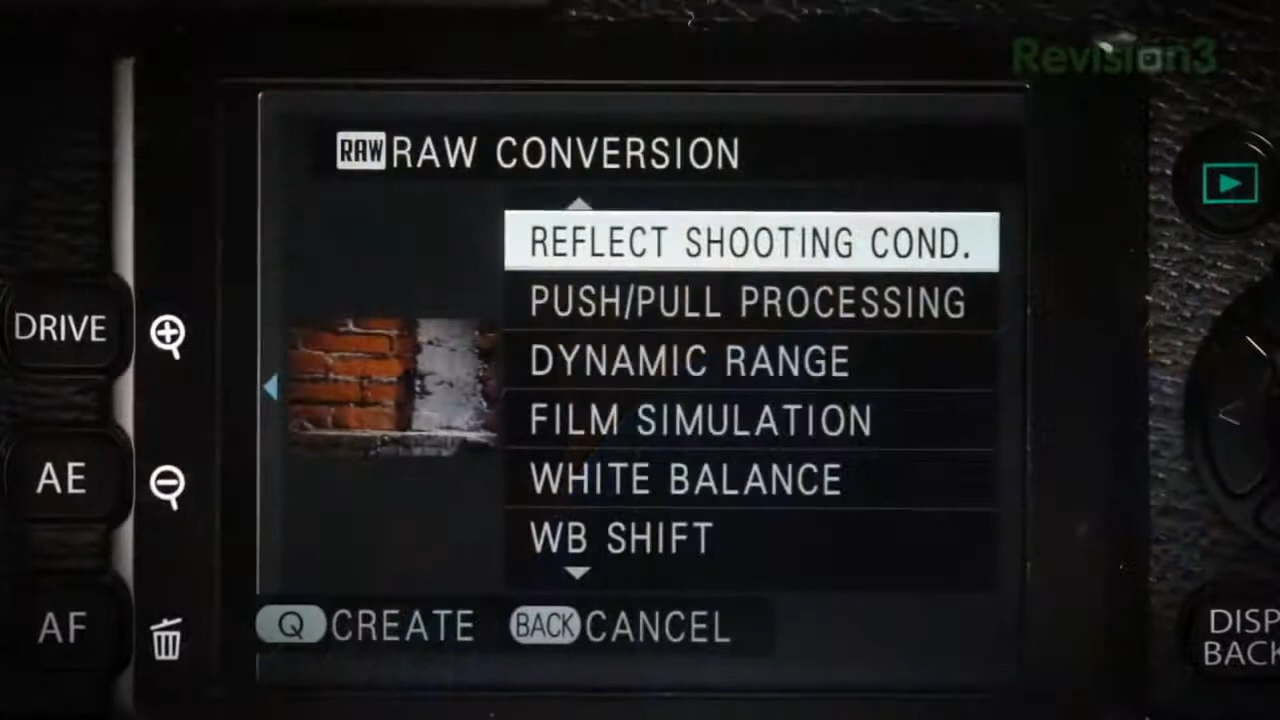 Revision3
RAW RAW CONVERSION
REFLECT SHOOTING COND.
PUSH/PULL PROCESSING
DYNAMIC RANGE
FILM SIMULATION
WHITE BALANCE
WB SHIFT
Q CREATE BACK CANCEL
DRIVE
AE
AF
DISP
BACK